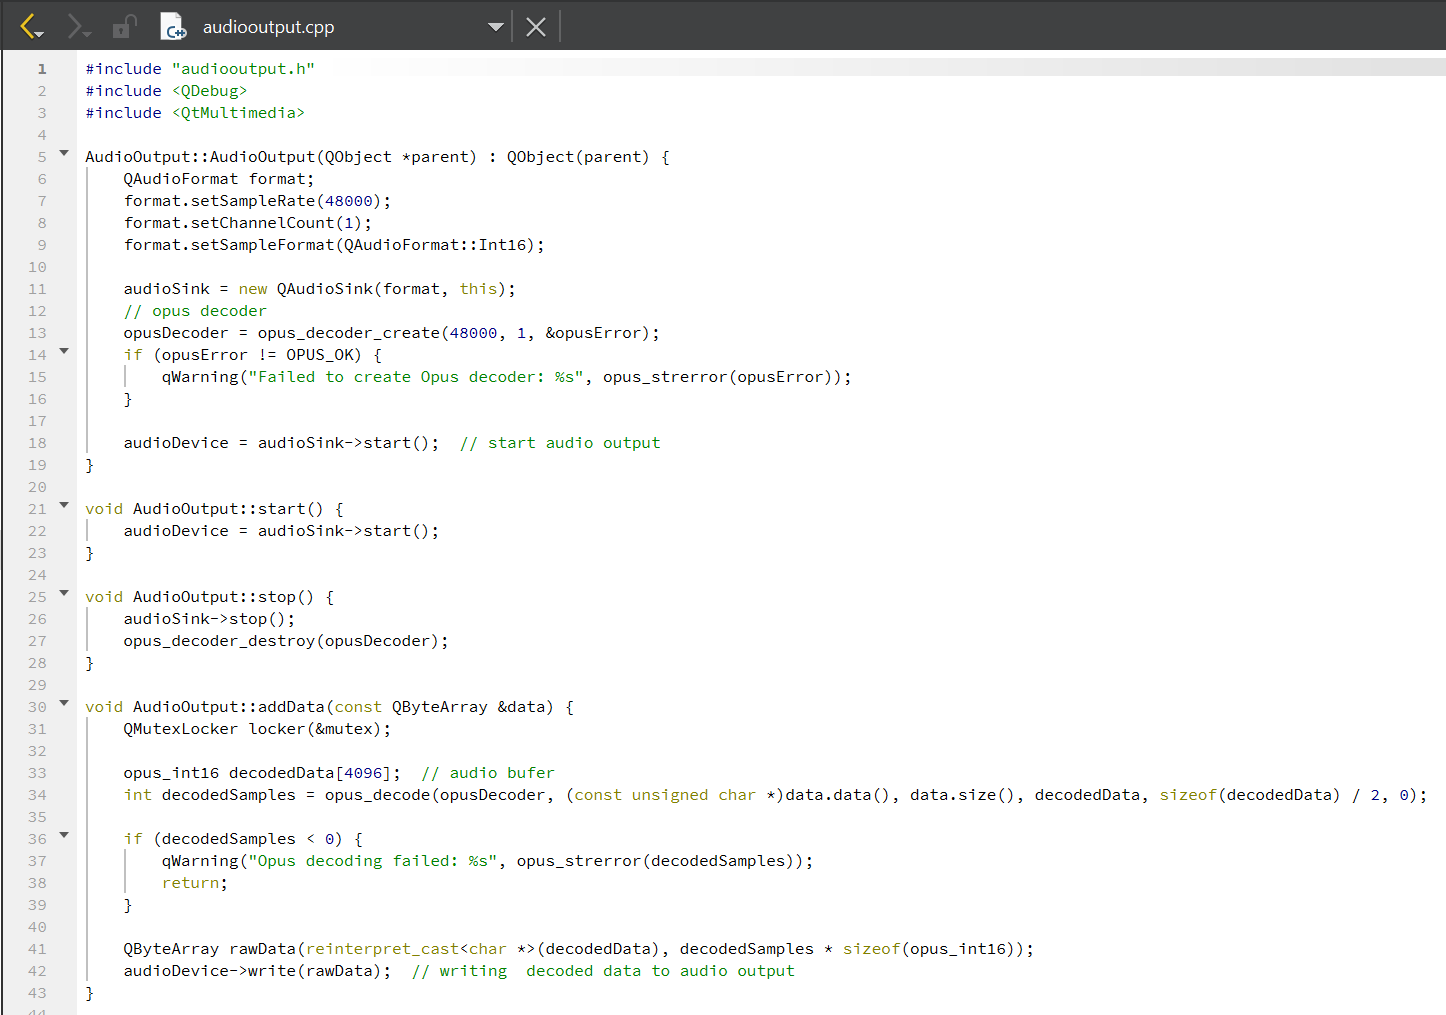 audiooutput.cpp
1 #include "audiooutput.h"
2 #include <QDebug>
3 #include <QtMultimedia>
4
5 AudioOutput::AudioOutput(QObject *parent) : QObject(parent) {
6     QAudioFormat format;
7     format.setSampleRate(48000);
8     format.setChannelCount(1);
9     format.setSampleFormat(QAudioFormat::Int16);
10
11     audioSink = new QAudioSink(format, this);
12     // opus decoder
13     opusDecoder = opus_decoder_create(48000, 1, &opusError);
14     if (opusError != OPUS_OK) {
15         qWarning("Failed to create Opus decoder: %s", opus_strerror(opusError));
16     }
17
18     audioDevice = audioSink->start();  // start audio output
19 }
20
21 void AudioOutput::start() {
22     audioDevice = audioSink->start();
23 }
24
25 void AudioOutput::stop() {
26     audioSink->stop();
27     opus_decoder_destroy(opusDecoder);
28 }
29
30 void AudioOutput::addData(const QByteArray &data) {
31     QMutexLocker locker(&mutex);
32
33     opus_int16 decodedData[4096];  // audio bufer
34     int decodedSamples = opus_decode(opusDecoder, (const unsigned char *)data.data(), data.size(), decodedData, sizeof(decodedData) / 2, 0);
35
36     if (decodedSamples < 0) {
37         qWarning("Opus decoding failed: %s", opus_strerror(decodedSamples));
38         return;
39     }
40
41     QByteArray rawData(reinterpret_cast<char *>(decodedData), decodedSamples * sizeof(opus_int16));
42     audioDevice->write(rawData);  // writing  decoded data to audio output
43 }
44